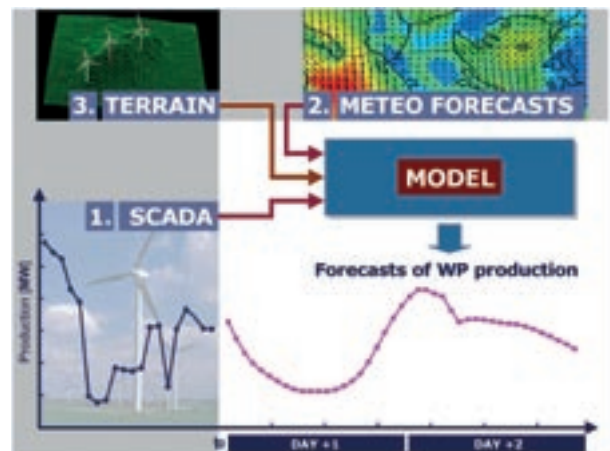 3. TERRAIN
2. METEO FORECASTS
MODEL
1. SCADA
Forecasts of WP production
Production [MW]
DAY +1
DAY +2